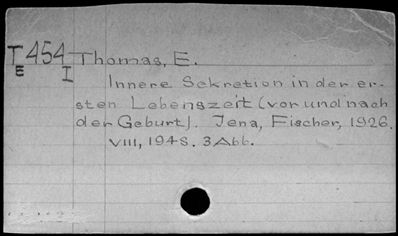 T 454 Thomas, E.
E I
Innere Sekretion in der er-
sten Lebenszeit (vor und nach
der Geburt). Jena, Fischer, 1926.
VIII, 194S. 3 Abb.